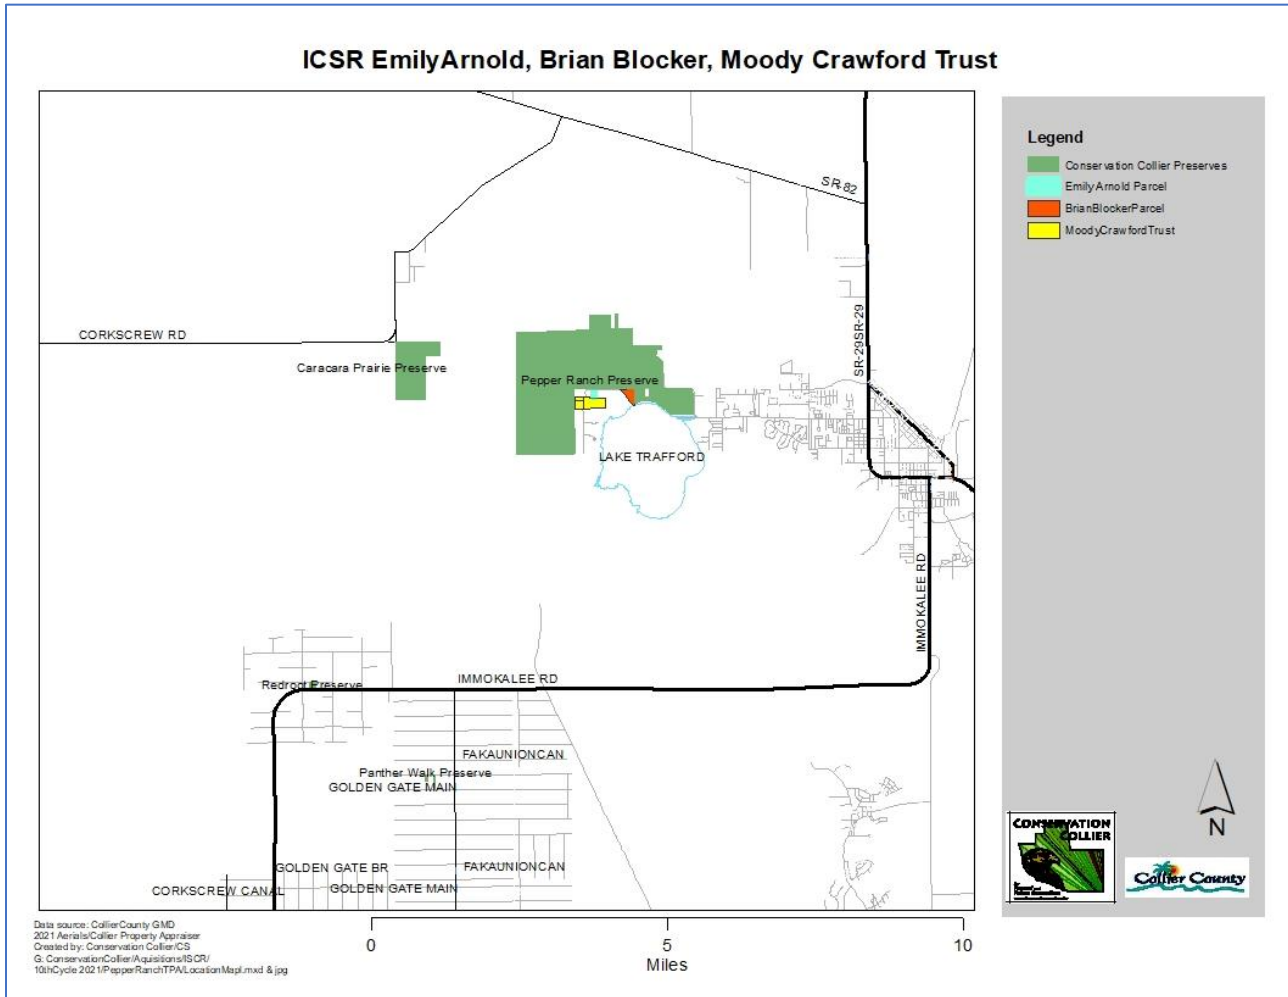 ICSR EmilyArnold, Brian Blocker, Moody Crawford Trust
Legend
Conservation Collier Preserves
Emily Arnold Parcel
BrianBlockerParcel
MoodyCrawfordTrust
SR-82
SR-29SR-29
CORKSCREW RD
Caracara Prairie Preserve
Pepper Ranch Preserve
LAKE TRAFFORD
IMMOKALEE RD
IMMOKALEE RD
Redroot Preserve
FAKAUNIONCAN
Panther Walk Preserve
GOLDEN GATE MAIN
GOLDEN GATE BR
FAKAUNIONCAN
CORKSCREW CANAL
GOLDEN GATE MAIN
N
CONSERVATION
COLLIER
Collier County
Data source: CollierCounty GMD
2021 Aerials/Collier Property Appraiser
Created by: Conservation Collier/CS
G: ConservationCollier/Aquisitions/ISCR/
10thCycle 2021/PepperRanchTPA/LocationMapl.mxd & jpg
0 5 10
Miles